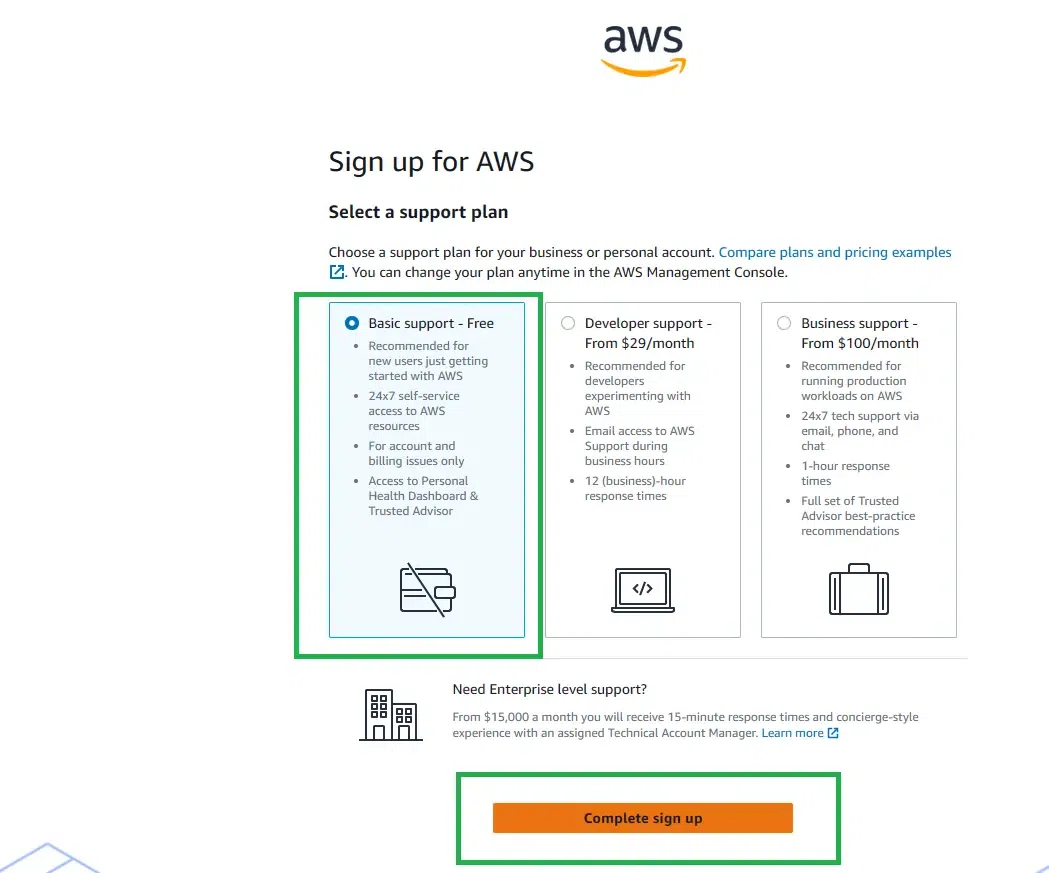 aws
Sign up for AWS
Select a support plan
Choose a support plan for your business or personal account. Compare plans and pricing examples
. You can change your plan anytime in the AWS Management Console.
Basic support - Free
• Recommended for
new users just getting
started with AWS
• 24x7 self-service
access to AWS
resources
• For account and
billing issues only
• Access to Personal
Health Dashboard &
Trusted Advisor
Developer support -
From $29/month
• Recommended for
developers
experimenting with
AWS
• Email access to AWS
Support during
business hours
• 12 (business)-hour
response times
</>
Business support -
From $100/month
• Recommended for
running production
workloads on AWS
• 24x7 tech support via
email, phone, and
chat
• 1-hour response
times
• Full set of Trusted
Advisor best-practice
recommendations
Need Enterprise level support?
From $15,000 a month you will receive 15-minute response times and concierge-style
experience with an assigned Technical Account Manager. Learn more
Complete sign up